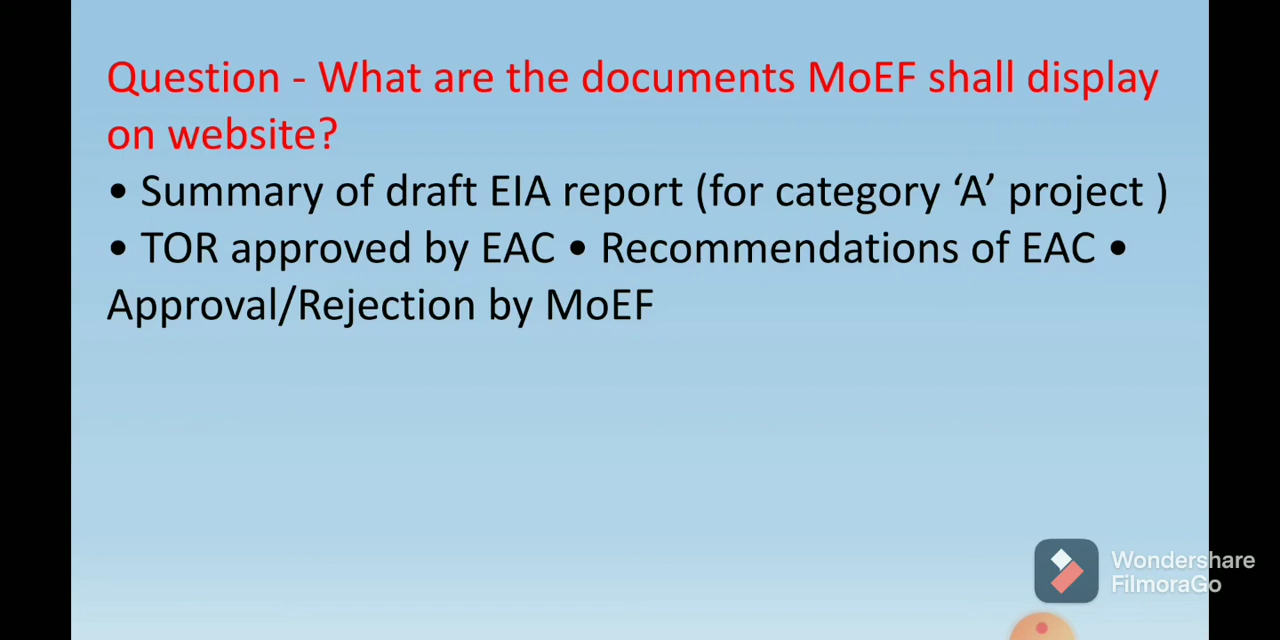 Question - What are the documents MoEF shall display
on website?
• Summary of draft EIA report (for category ‘A’ project )
• TOR approved by EAC • Recommendations of EAC •
Approval/Rejection by MoEF
Wondershare
FilmoraGo